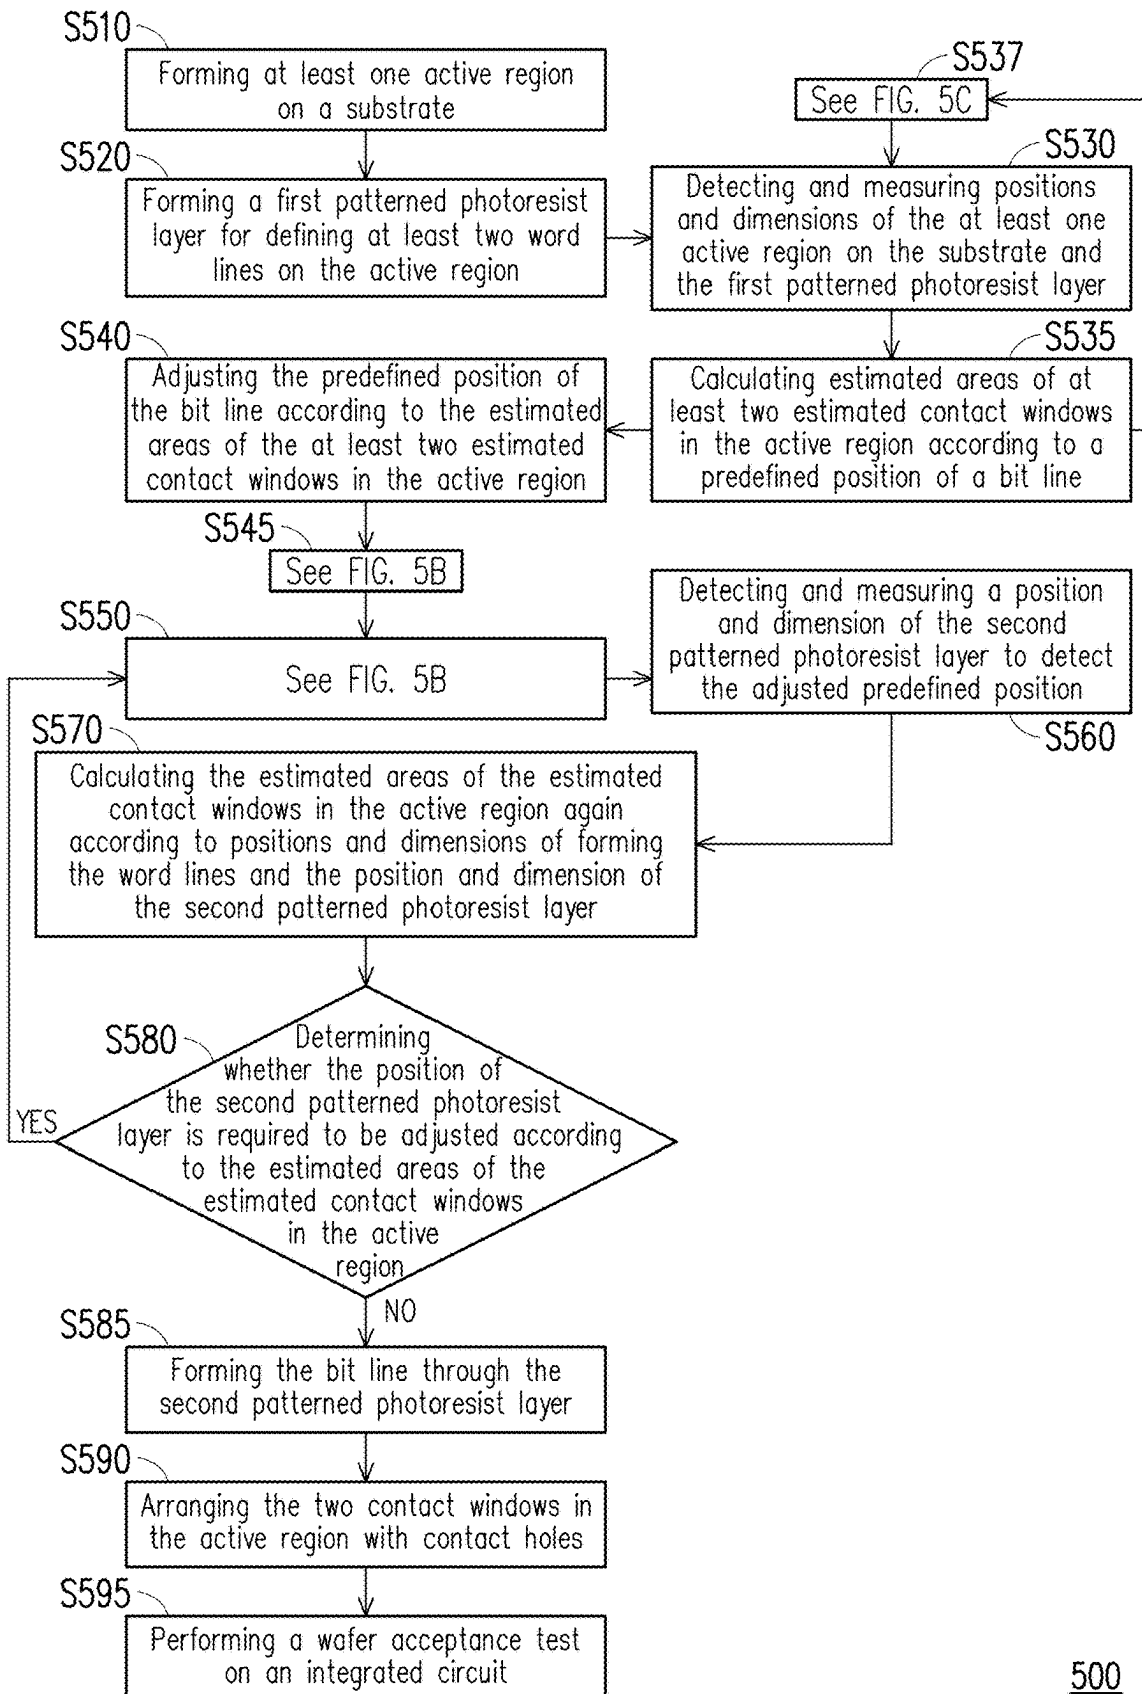 S510
Forming at least one active region
on a substrate
S520
Forming a first patterned photoresist
layer for defining at least two word
lines on the active region
S537
See FIG. 5C
S530
Detecting and measuring positions
and dimensions of the at least one
active region on the substrate and
the first patterned photoresist layer
S535
Calculating estimated areas of at
least two estimated contact windows
in the active region according to a
predefined position of a bit line
S540
Adjusting the predefined position of
the bit line according to the estimated
areas of the at least two estimated
contact windows in the active region
S545
See FIG. 5B
S550
See FIG. 5B
Detecting and measuring a position
and dimension of the second
patterned photoresist layer to detect
the adjusted predefined position
S560
S570
Calculating the estimated areas of the estimated
contact windows in the active region again
according to positions and dimensions of forming
the word lines and the position and dimension of
the second patterned photoresist layer
S580
Determining
whether the position of
the second patterned photoresist
layer is required to be adjusted according
to the estimated areas of the
estimated contact windows
in the active
region
YES
NO
S585
Forming the bit line through the
second patterned photoresist layer
S590
Arranging the two contact windows in
the active region with contact holes
S595
Performing a wafer acceptance test
on an integrated circuit
500